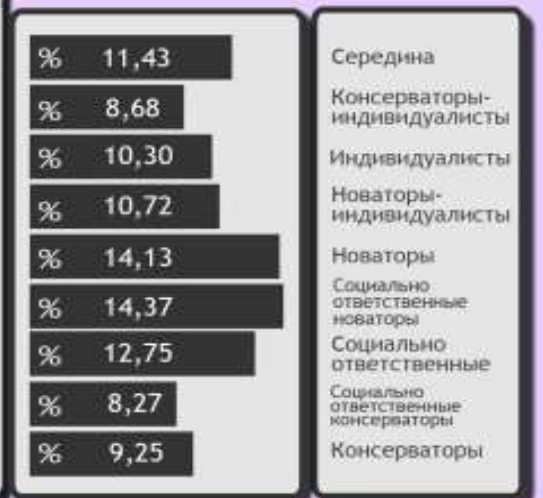 % 11,43 Середина
% 8,68 Консерваторы-
индивидуалисты
% 10,30 Индивидуалисты
% 10,72 Новаторы-
индивидуалисты
% 14,13 Новаторы
% 14,37 Социально
ответственные
новаторы
% 12,75 Социально
ответственные
% 8,27 Социально
ответственные
консерваторы
% 9,25 Консерваторы